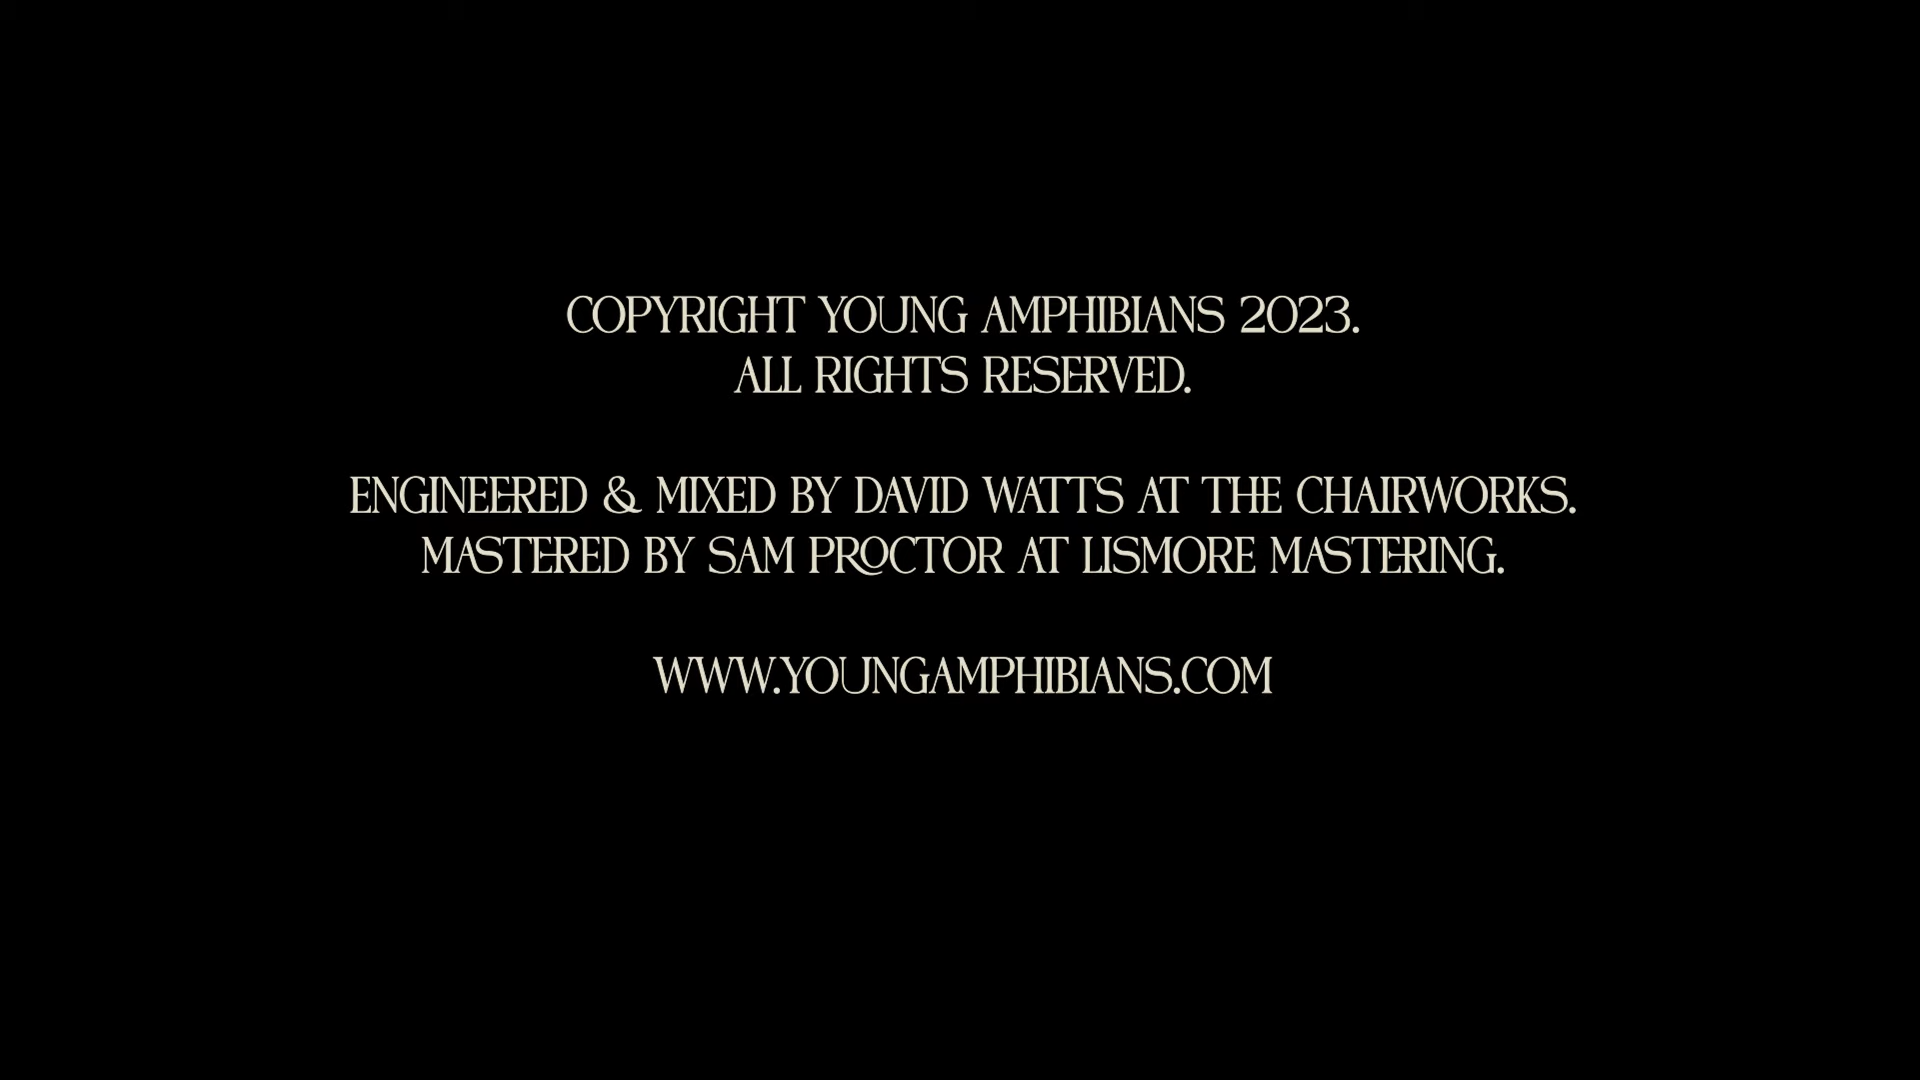 COPYRIGHT YOUNG AMPHIBIANS 2023.
ALL RIGHTS RESERVED.
ENGINEERED & MIXED BY DAVID WATTS AT THE CHAIRWORKS.
MASTERED BY SAM PROCTOR AT LISMORE MASTERING.
WWW.YOUNGAMPHIBIANS.COM